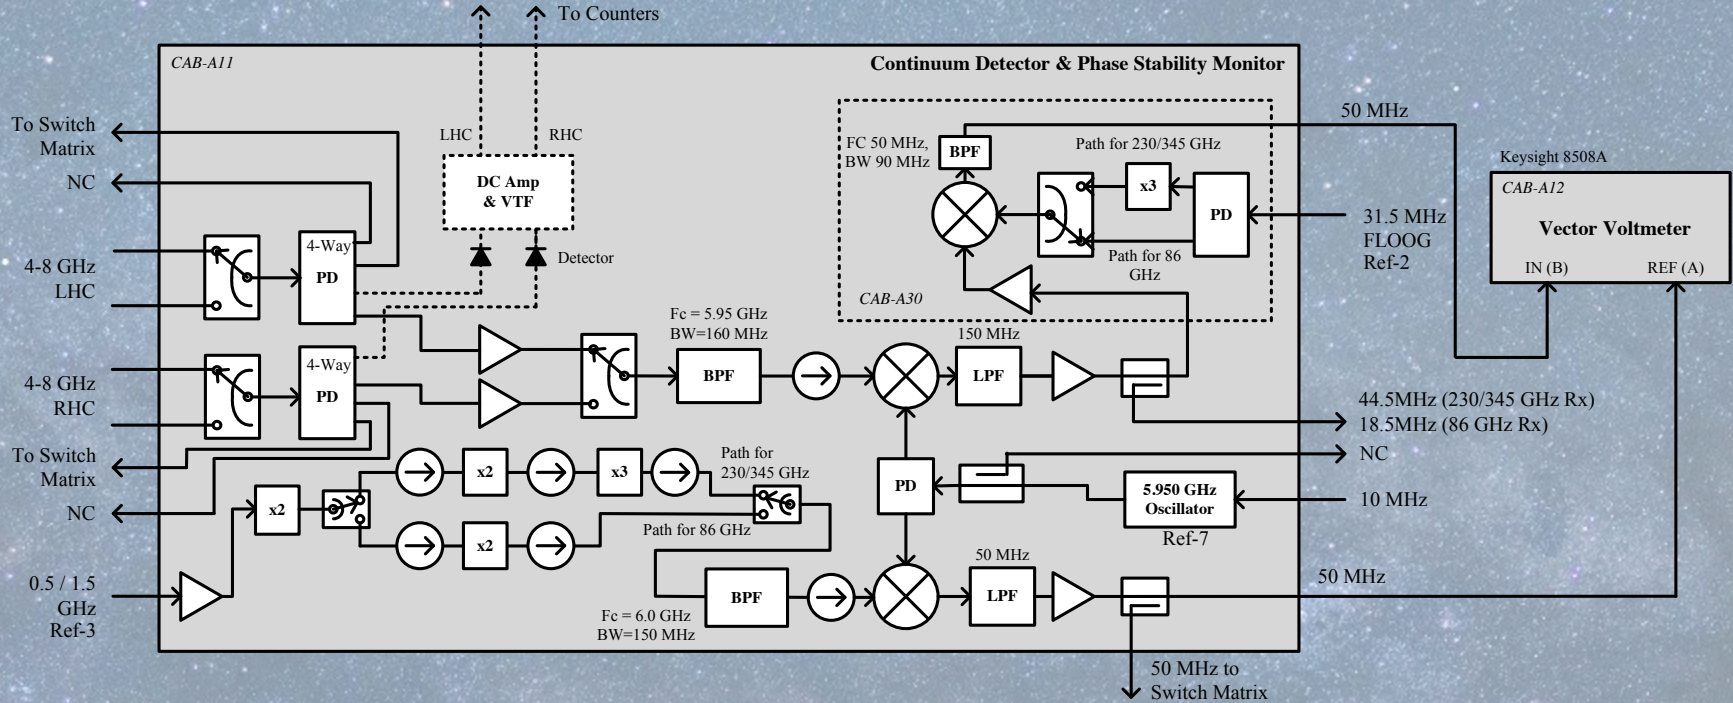 To Counters
CAB-A11
Continuum Detector & Phase Stability Monitor
To Switch
Matrix
NC
4-8 GHz
LHC
4-8 GHz
RHC
To Switch
Matrix
NC
0.5 / 1.5
GHz
Ref-3
LHC
RHC
DC Amp
& VTF
Detector
4-Way
PD
4-Way
PD
Fc = 5.95 GHz
BW=160 MHz
BPF
150 MHz
LPF
FC 50 MHz,
BW 90 MHz
BPF
Path for 230/345 GHz
x3
PD
Path for 86
GHz
CAB-A30
50 MHz
31.5 MHz
FLOOG
Ref-2
Keysight 8508A
CAB-A12
Vector Voltmeter
IN (B)
REF (A)
44.5MHz (230/345 GHz Rx)
18.5MHz (86 GHz Rx)
NC
10 MHz
PD
5.950 GHz
Oscillator
Ref-7
x2
x2
x3
Path for
230/345 GHz
x2
Path for 86 GHz
Fc = 6.0 GHz
BW=150 MHz
BPF
50 MHz
LPF
50 MHz
50 MHz to
Switch Matrix